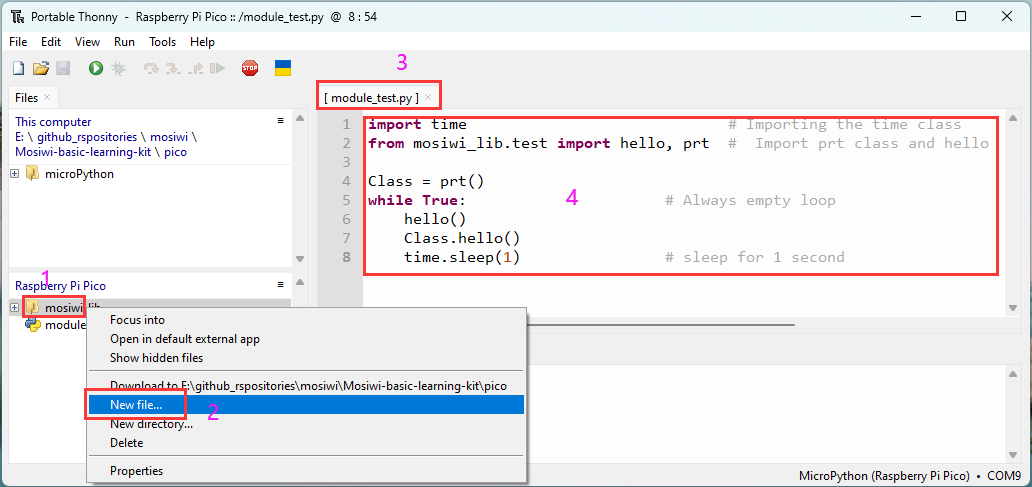 Portable Thonny - Raspberry Pi Pico :: /module_test.py @ 8 : 54
File Edit View Run Tools Help
STOP
3
Files ×
This computer
E: \ github_rspositories \ mosiwi \
Mosiwi-basic-learning-kit \ pico
microPython
1
Raspberry Pi Pico
mosiwi_lib
module
[ module_test.py ] ×
1 import time # Importing the time class
2 from mosiwi_lib.test import hello, prt # Import prt class and hello
3
4 Class = prt()
5 while True: # Always empty loop
6 hello()
7 Class.hello()
8 time.sleep(1) # sleep for 1 second
4
Focus into
Open in default external app
Show hidden files
Download to E:\github_rspositories\mosiwi\Mosiwi-basic-learning-kit\pico
New file...
2
New directory...
Delete
Properties
MicroPython (Raspberry Pi Pico) • COM9